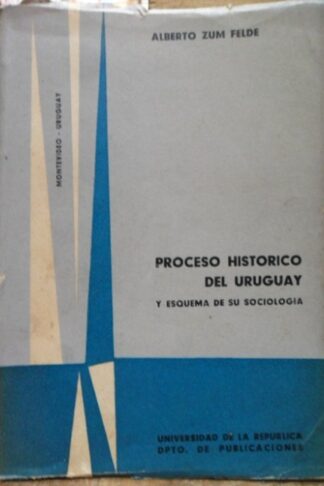 ALBERTO ZUM FELDE
MONTEVIDEO - URUGUAY
PROCESO HISTORICO
DEL URUGUAY
Y ESQUEMA DE SU SOCIOLOGIA
UNIVERSIDAD DE LA REPUBLICA
DPTO. DE PUBLICACIONES